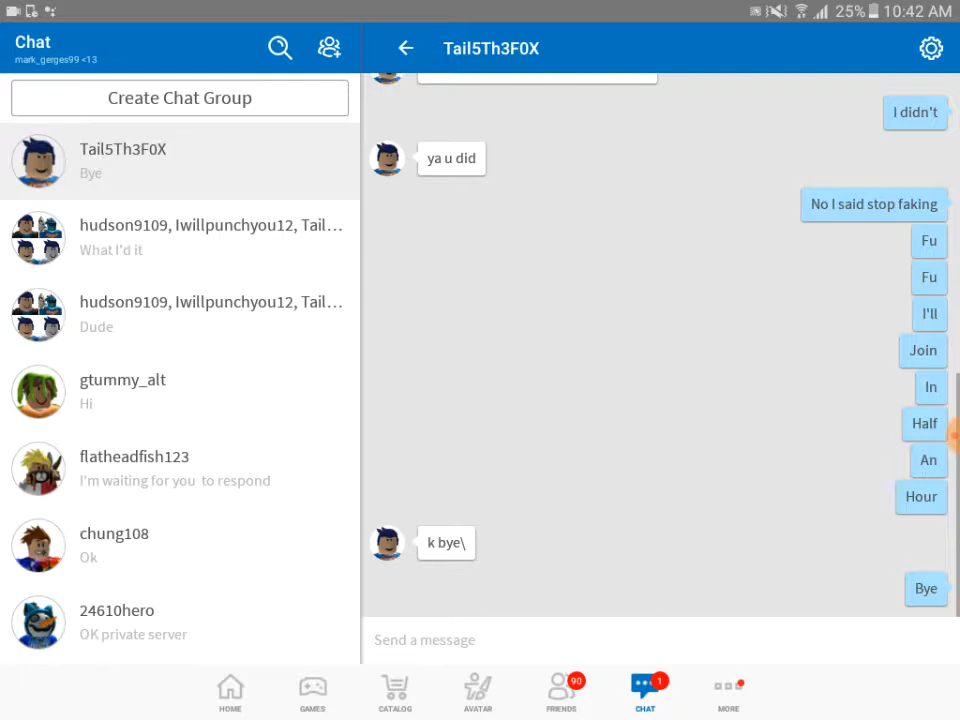 25% 10:42 AM
Chat
mark_gerges99 <13
Tail5Th3F0X
Create Chat Group
Tail5Th3F0X
Bye
hudson9109, Iwillpunchyou12, Tail...
What I'd it
hudson9109, Iwillpunchyou12, Tail...
Dude
gtummy_alt
Hi
flatheadfish123
I'm waiting for you to respond
chung108
Ok
24610hero
OK private server
I didn't
ya u did
No I said stop faking
Fu
Fu
I'll
Join
In
Half
An
Hour
k bye\
Bye
Send a message
HOME
GAMES
CATALOG
AVATAR
90
FRIENDS
1
CHAT
MORE